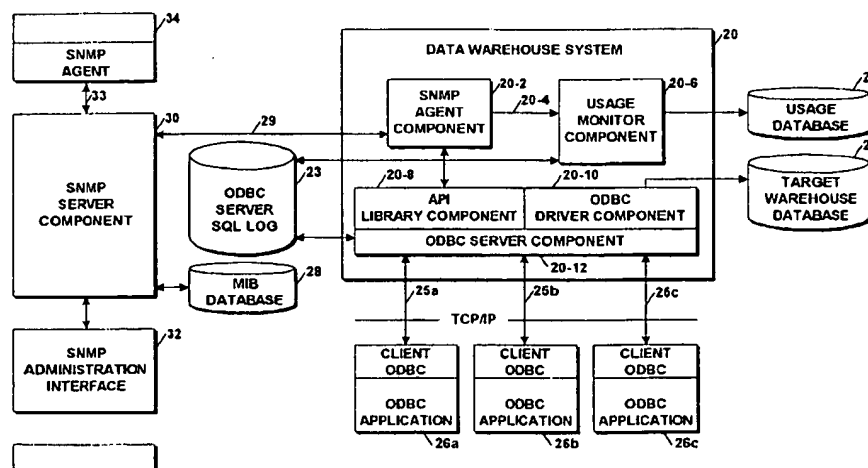 34
SNMP
AGENT
33
30
SNMP
SERVER
COMPONENT
29
ODBC
SERVER
SQL LOG
23
MIB
DATABASE
28
32
SNMP
ADMINISTRATION
INTERFACE
DATA WAREHOUSE SYSTEM
20
SNMP
AGENT
COMPONENT
20-2
20-4
USAGE
MONITOR
COMPONENT
20-6
20-8
API
LIBRARY COMPONENT
20-10
ODBC
DRIVER COMPONENT
ODBC SERVER COMPONENT
20-12
USAGE
DATABASE
TARGET
WAREHOUSE
DATABASE
25a
26b
26c
TCP/IP
CLIENT
ODBC
ODBC
APPLICATION
26a
CLIENT
ODBC
ODBC
APPLICATION
26b
CLIENT
ODBC
ODBC
APPLICATION
26c